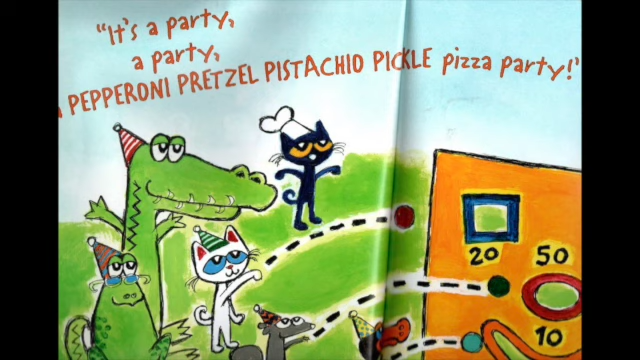 "It's a party,
a party,
PEPPERONI PRETZEL PISTACHIO PICKLE pizza party!"
20
50
10